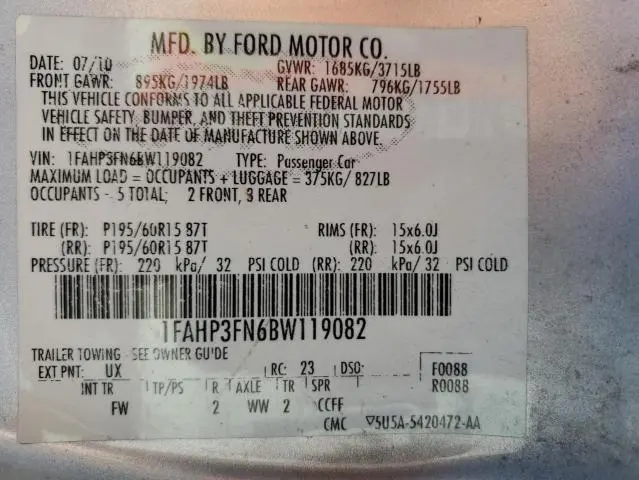 MFD. BY FORD MOTOR CO.
DATE: 07/10 GVWR: 1685KG/3715LB
FRONT GAWR: 895KG/1974LB REAR GAWR: 796KG/1755LB
THIS VEHICLE CONFORMS TO ALL APPLICABLE FEDERAL MOTOR
VEHICLE SAFETY, BUMPER, AND THEFT PREVENTION STANDARDS
IN EFFECT ON THE DATE OF MANUFACTURE SHOWN ABOVE.
VIN: 1FAHP3FN6BW119082 TYPE: Passenger Car
MAXIMUM LOAD = OCCUPANTS + LUGGAGE = 375KG/ 827LB
OCCUPANTS - 5 TOTAL; 2 FRONT, 3 REAR
TIRE (FR): P195/60R15 87T RIMS (FR): 15x6.0J
(RR): P195/60R15 87T (RR): 15x6.0J
PRESSURE (FR): 220 kPa/ 32 PSI COLD (RR): 220 kPa/ 32 PSI COLD
1FAHP3FN6BW119082
TRAILER TOWING - SEE OWNER GUIDE
EXT PNT: UX RC: 23 DSO: F0088
INT TR TP/PS R AXLE TR SPR R0088
FW 2 WW 2 CCFF
CMC ▽5U5A-5420472-AA